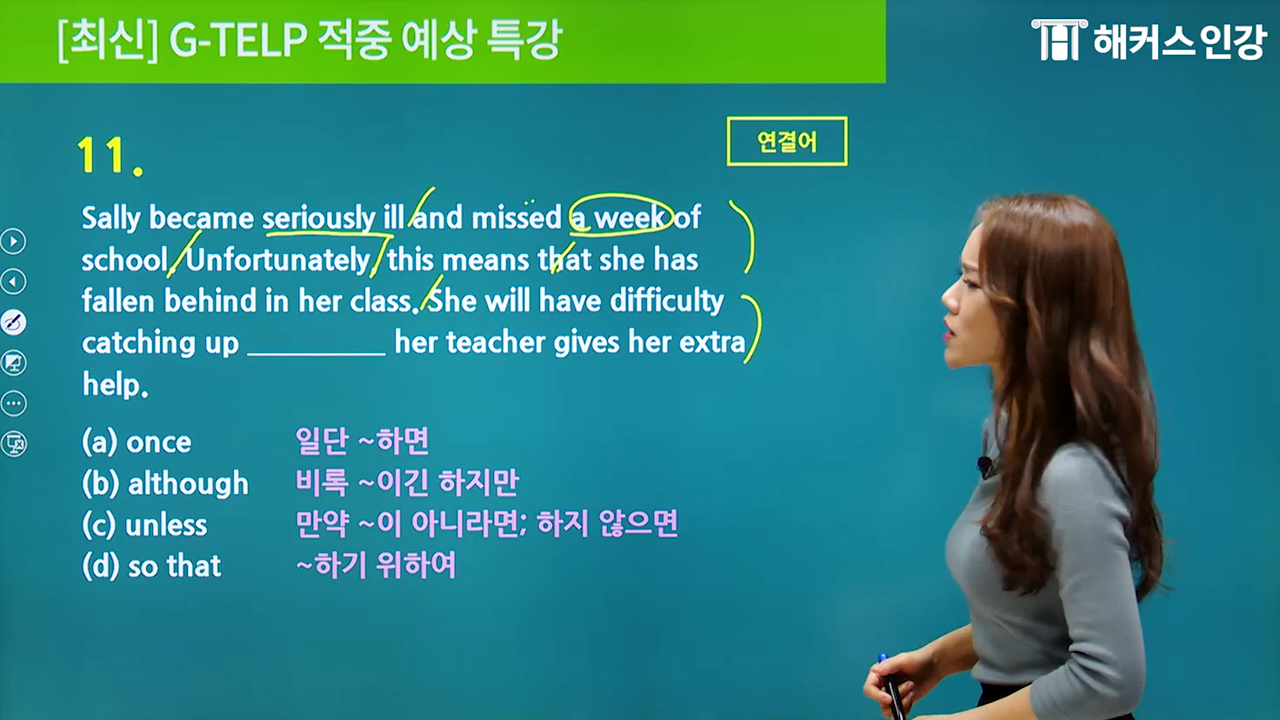 [최신] G-TELP 적중 예상 특강
해커스인강
11.
연결어
Sally became seriously ill and missed a week of
school. Unfortunately, this means that she has
fallen behind in her class. She will have difficulty
catching up __________ her teacher gives her extra
help.
(a) once 일단 ~하면
(b) although 비록 ~이긴 하지만
(c) unless 만약 ~이 아니라면; 하지 않으면
(d) so that ~하기 위하여